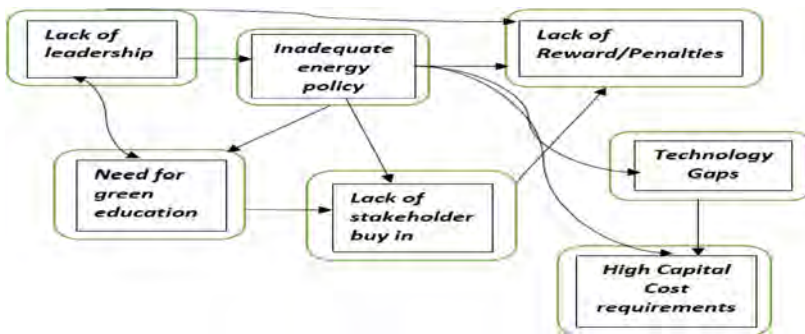 Lack of
leadership
Inadequate
energy
policy
Lack of
Reward/Penalties
Need for
green
education
Lack of
stakeholder
buy in
Technology
Gaps
High Capital
Cost
requirements